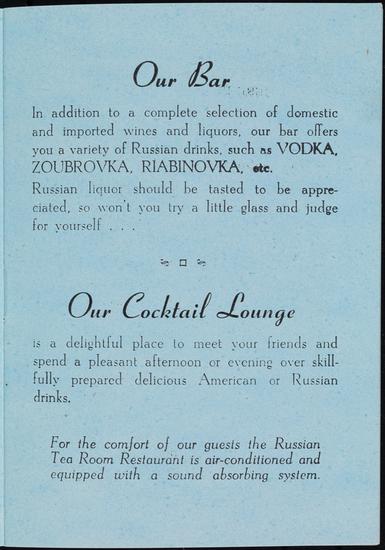 Our Bar
In addition to a complete selection of domestic
and imported wines and liquors, our bar offers
you a variety of Russian drinks, such as VODKA,
ZOUBROVKA, RIABINOVKA, etc.
Russian liquor should be tasted to be appre-
ciated, so won't you try a little glass and judge
for yourself . . .
Our Cocktail Lounge
is a delightful place to meet your friends and
spend a pleasant afternoon or evening over skill-
fully prepared delicious American or Russian
drinks.
For the comfort of our guests the Russian
Tea Room Restaurant is air-conditioned and
equipped with a sound absorbing system.